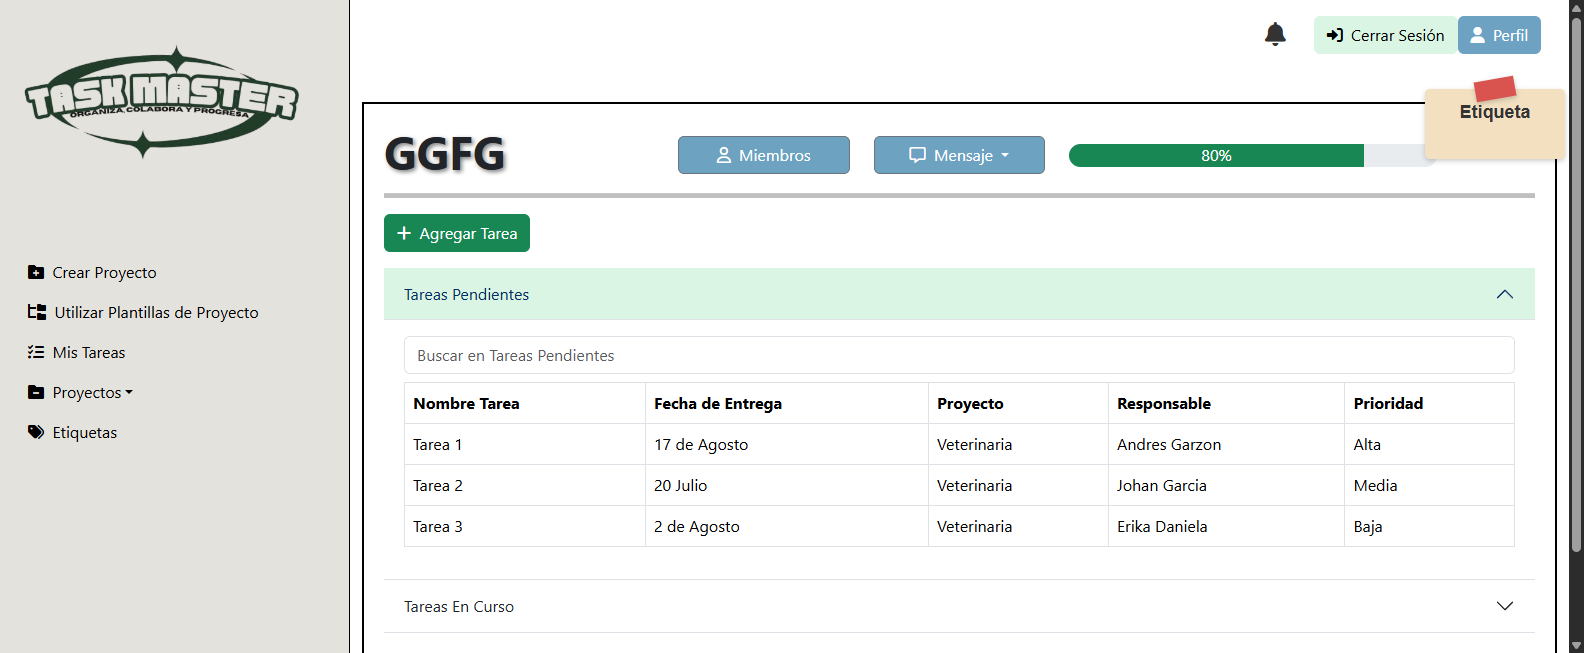 TASK MASTER
ORGANIZA, COLABORA Y PROGRESA
Crear Proyecto
Utilizar Plantillas de Proyecto
Mis Tareas
Proyectos
Etiquetas
Cerrar Sesión
Perfil
Etiqueta
GGFG
Miembros
Mensaje
80%
Agregar Tarea
Tareas Pendientes
Buscar en Tareas Pendientes
Nombre Tarea Fecha de Entrega Proyecto Responsable Prioridad
Tarea 1 17 de Agosto Veterinaria Andres Garzon Alta
Tarea 2 20 Julio Veterinaria Johan Garcia Media
Tarea 3 2 de Agosto Veterinaria Erika Daniela Baja
Tareas En Curso